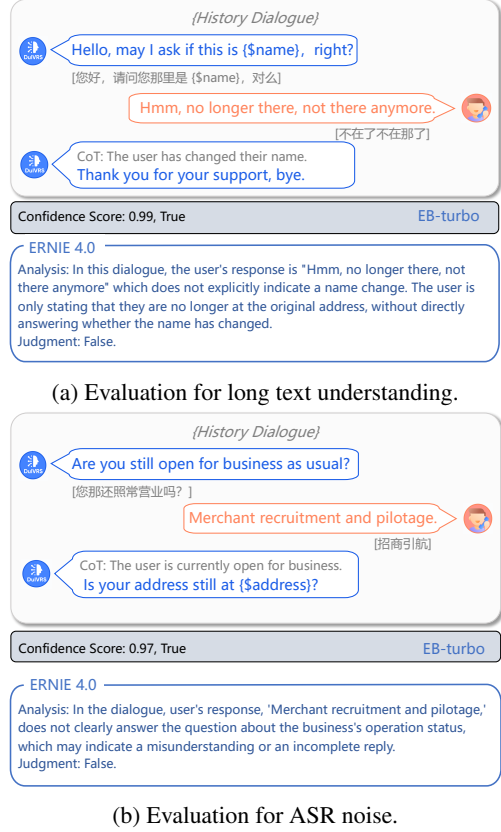 {History Dialogue}
DuIVRS
Hello, may I ask if this is {$name}, right?
[您好，请问您那里是 {$name}，对么]
Hmm, no longer there, not there anymore.
[不在了不在那了]
DuIVRS
CoT: The user has changed their name.
Thank you for your support, bye.
Confidence Score: 0.99, True
EB-turbo
ERNIE 4.0
Analysis: In this dialogue, the user's response is "Hmm, no longer there, not
there anymore" which does not explicitly indicate a name change. The user is
only stating that they are no longer at the original address, without directly
answering whether the name has changed.
Judgment: False.
(a) Evaluation for long text understanding.
{History Dialogue}
DuIVRS
Are you still open for business as usual?
[您那还照常营业吗？]
Merchant recruitment and pilotage.
[招商引航]
DuIVRS
CoT: The user is currently open for business.
Is your address still at {$address}?
Confidence Score: 0.97, True
EB-turbo
ERNIE 4.0
Analysis: In the dialogue, user's response, 'Merchant recruitment and pilotage,'
does not clearly answer the question about the business's operation status,
which may indicate a misunderstanding or an incomplete reply.
Judgment: False.
(b) Evaluation for ASR noise.